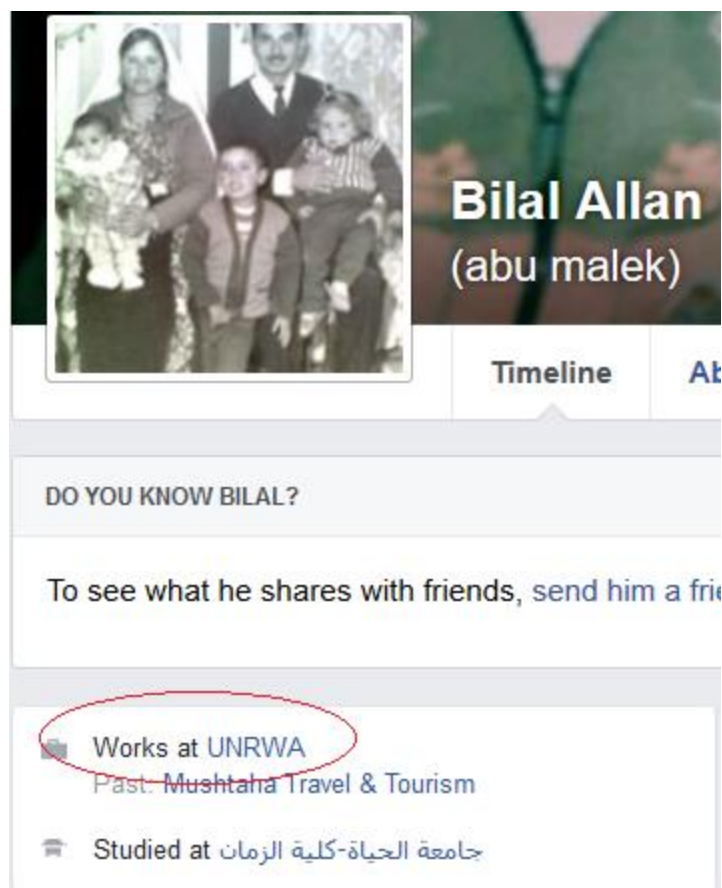 Bilal Allan
(abu malek)
Timeline
Ab
DO YOU KNOW BILAL?
To see what he shares with friends, send him a frie
Works at UNRWA
Past: Mushtaha Travel & Tourism
Studied at جامعة الحياة-كلية الزمان